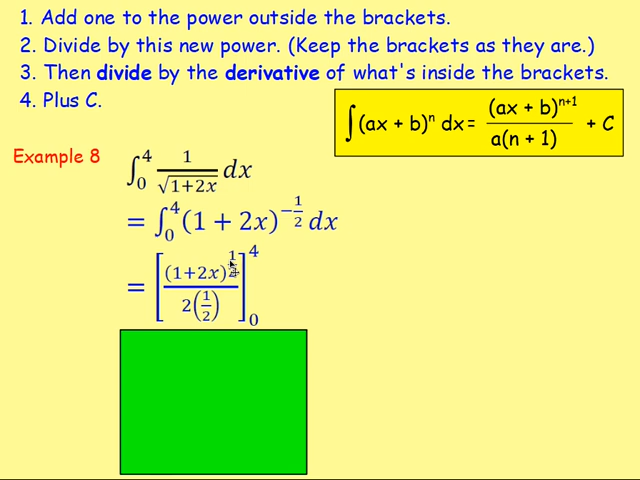 1. Add one to the power outside the brackets.
2. Divide by this new power. (Keep the brackets as they are.)
3. Then divide by the derivative of what's inside the brackets.
4. Plus C.
∫(ax + b)ⁿ dx = (ax + b)ⁿ⁺¹ / a(n + 1) + C
Example 8
∫₀⁴ 1/√(1+2x) dx
= ∫₀⁴ (1 + 2x)^(-1/2) dx
= [(1+2x)^(1/2) / 2(1/2)]₀⁴